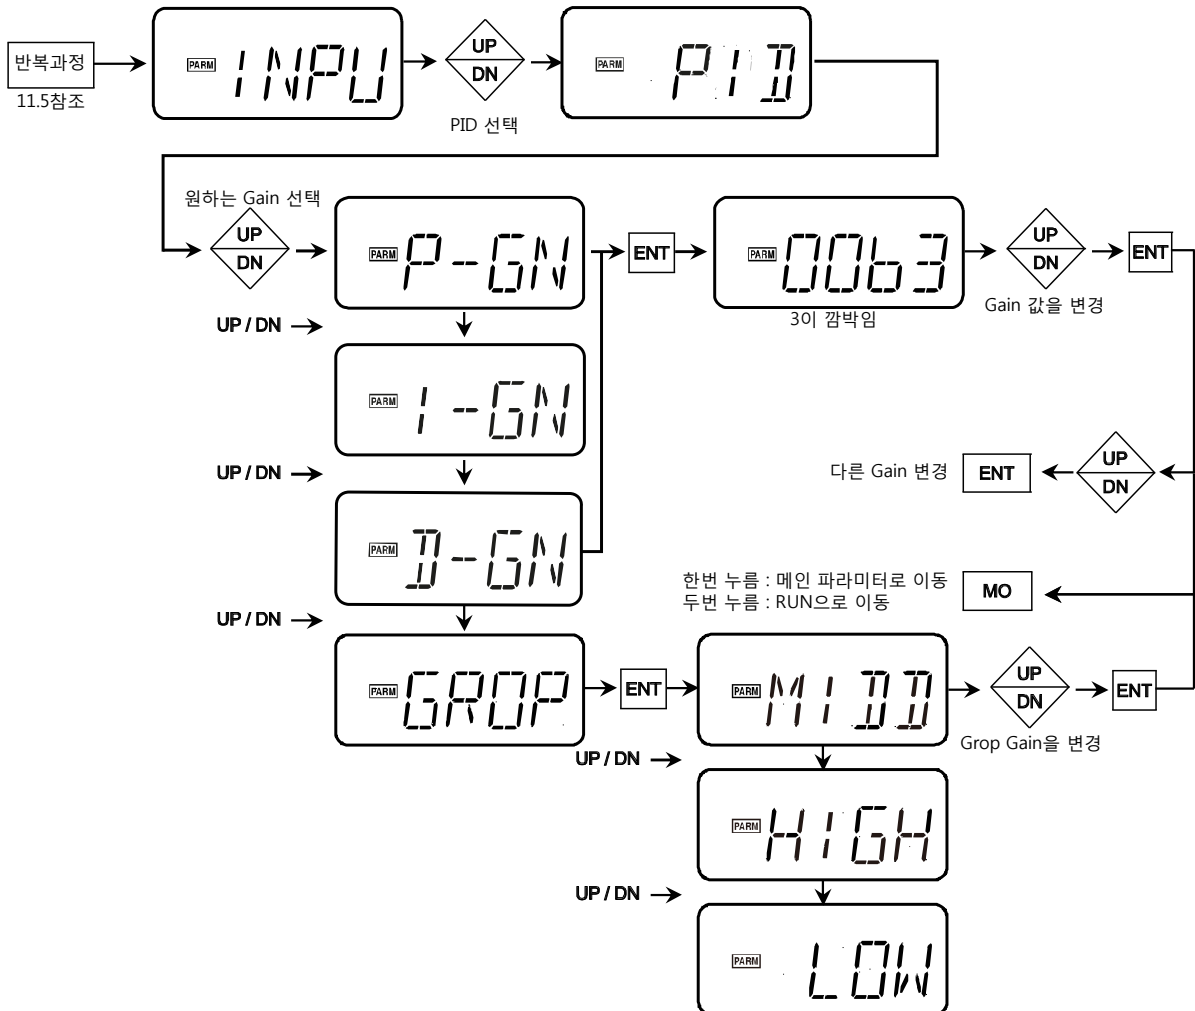 반복과정
11.5참조
PARM INPU
UP
DN
PID 선택
PARM PID
원하는 Gain 선택
UP
DN
PARM P-GN
ENT
PARM 0063
3이 깜박임
UP
DN
Gain 값을 변경
ENT
UP / DN
PARM I-GN
UP / DN
PARM D-GN
다른 Gain 변경
ENT
UP
DN
한번 누름 : 메인 파라미터로 이동
두번 누름 : RUN으로 이동
MO
UP / DN
PARM GROP
ENT
PARM MIDD
UP
DN
Grop Gain을 변경
ENT
UP / DN
PARM HIGH
UP / DN
PARM LOW